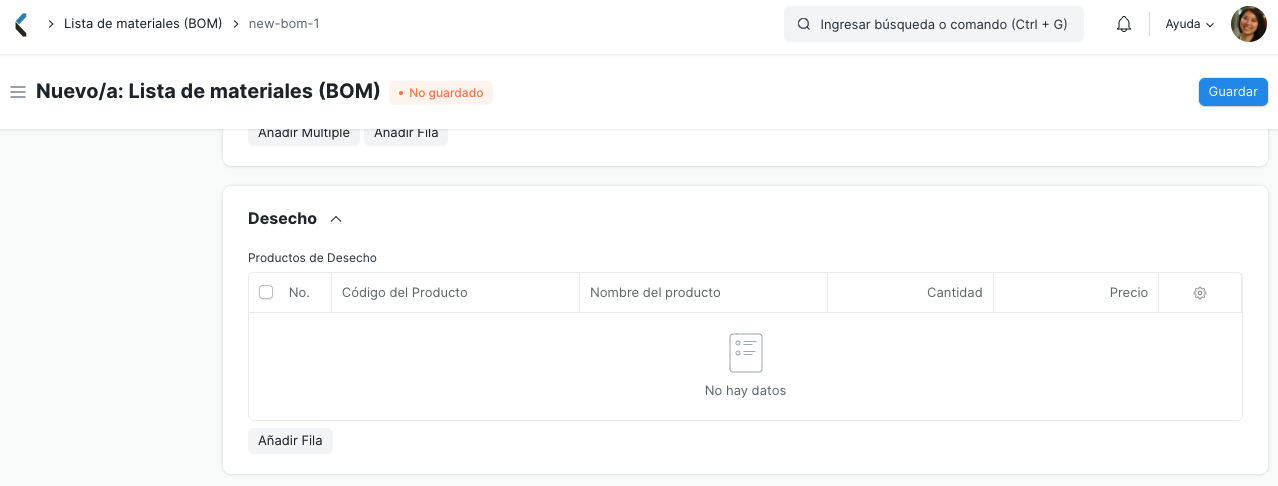 Lista de materiales (BOM) new-bom-1 Ingresar búsqueda o comando (Ctrl + G) Ayuda
Nuevo/a: Lista de materiales (BOM) No guardado Guardar
Añadir Múltiple Añadir Fila
Desecho
Productos de Desecho
No. Código del Producto Nombre del producto Cantidad Precio
No hay datos
Añadir Fila